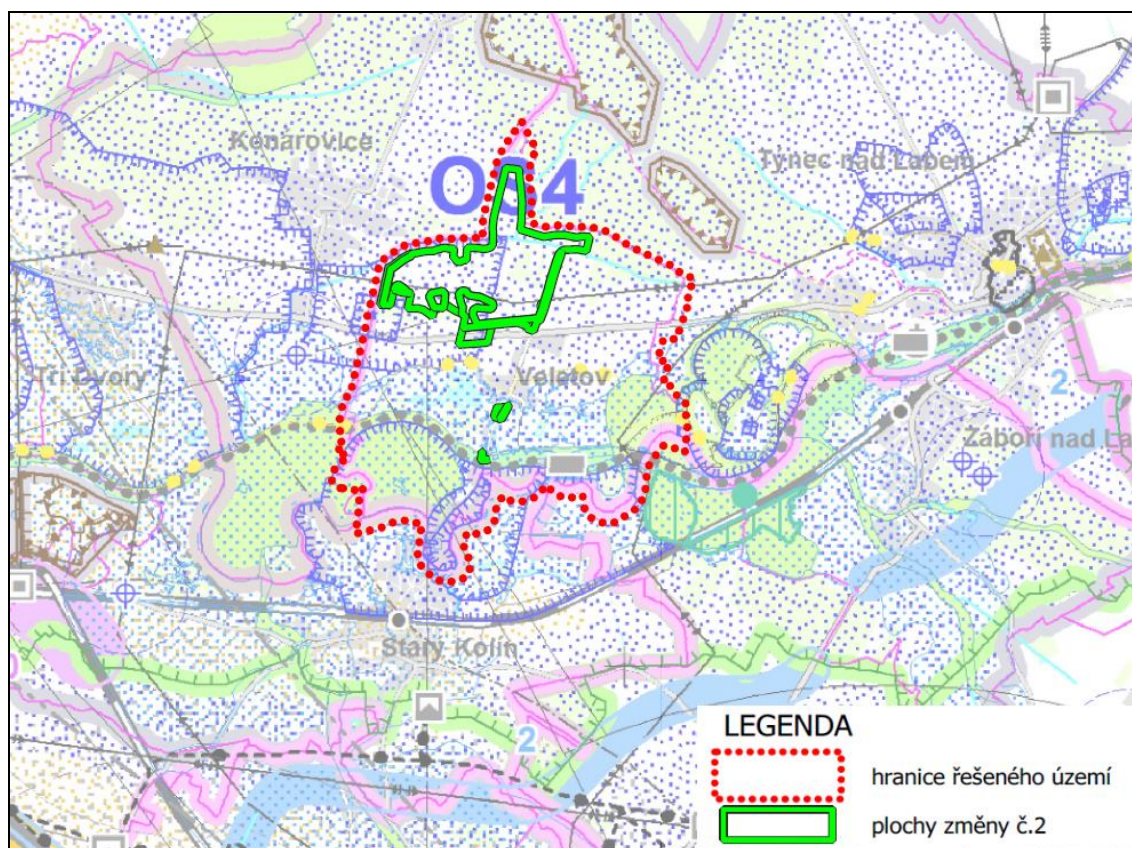 Konárovice
OS4
Týnec nad Labem
Tři Dvory
Veletov
2
Záboří nad La
Starý Kolín
2
LEGENDA
hranice řešeného území
plochy změny č.2